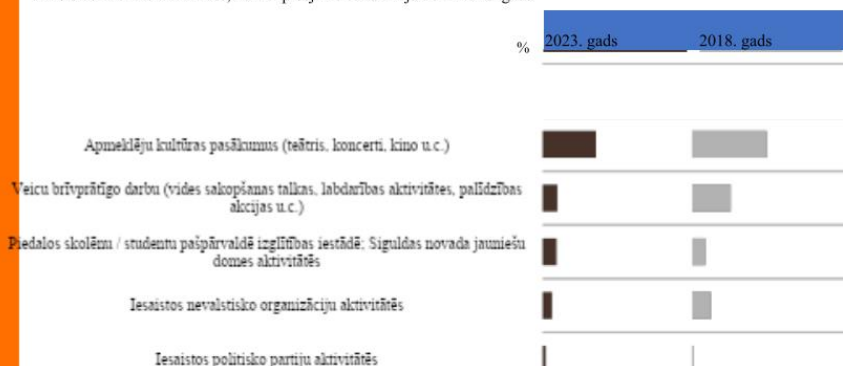 %
2023. gads
2018. gads
Apmeklēju kultūras pasākumus (teātris, koncerti, kino u.c.)
Veicu brīvprātīgo darbu (vides sakopšanas talkas, labdarības aktivitātes, palīdzības
akcijas u.c.)
Piedalos skolēnu / studentu pašpārvaldē izglītības iestādē; Siguldas novada jauniešu
domes aktivitātēs
Iesaistos nevalstisko organizāciju aktivitātēs
Iesaistos politisko partiju aktivitātēs